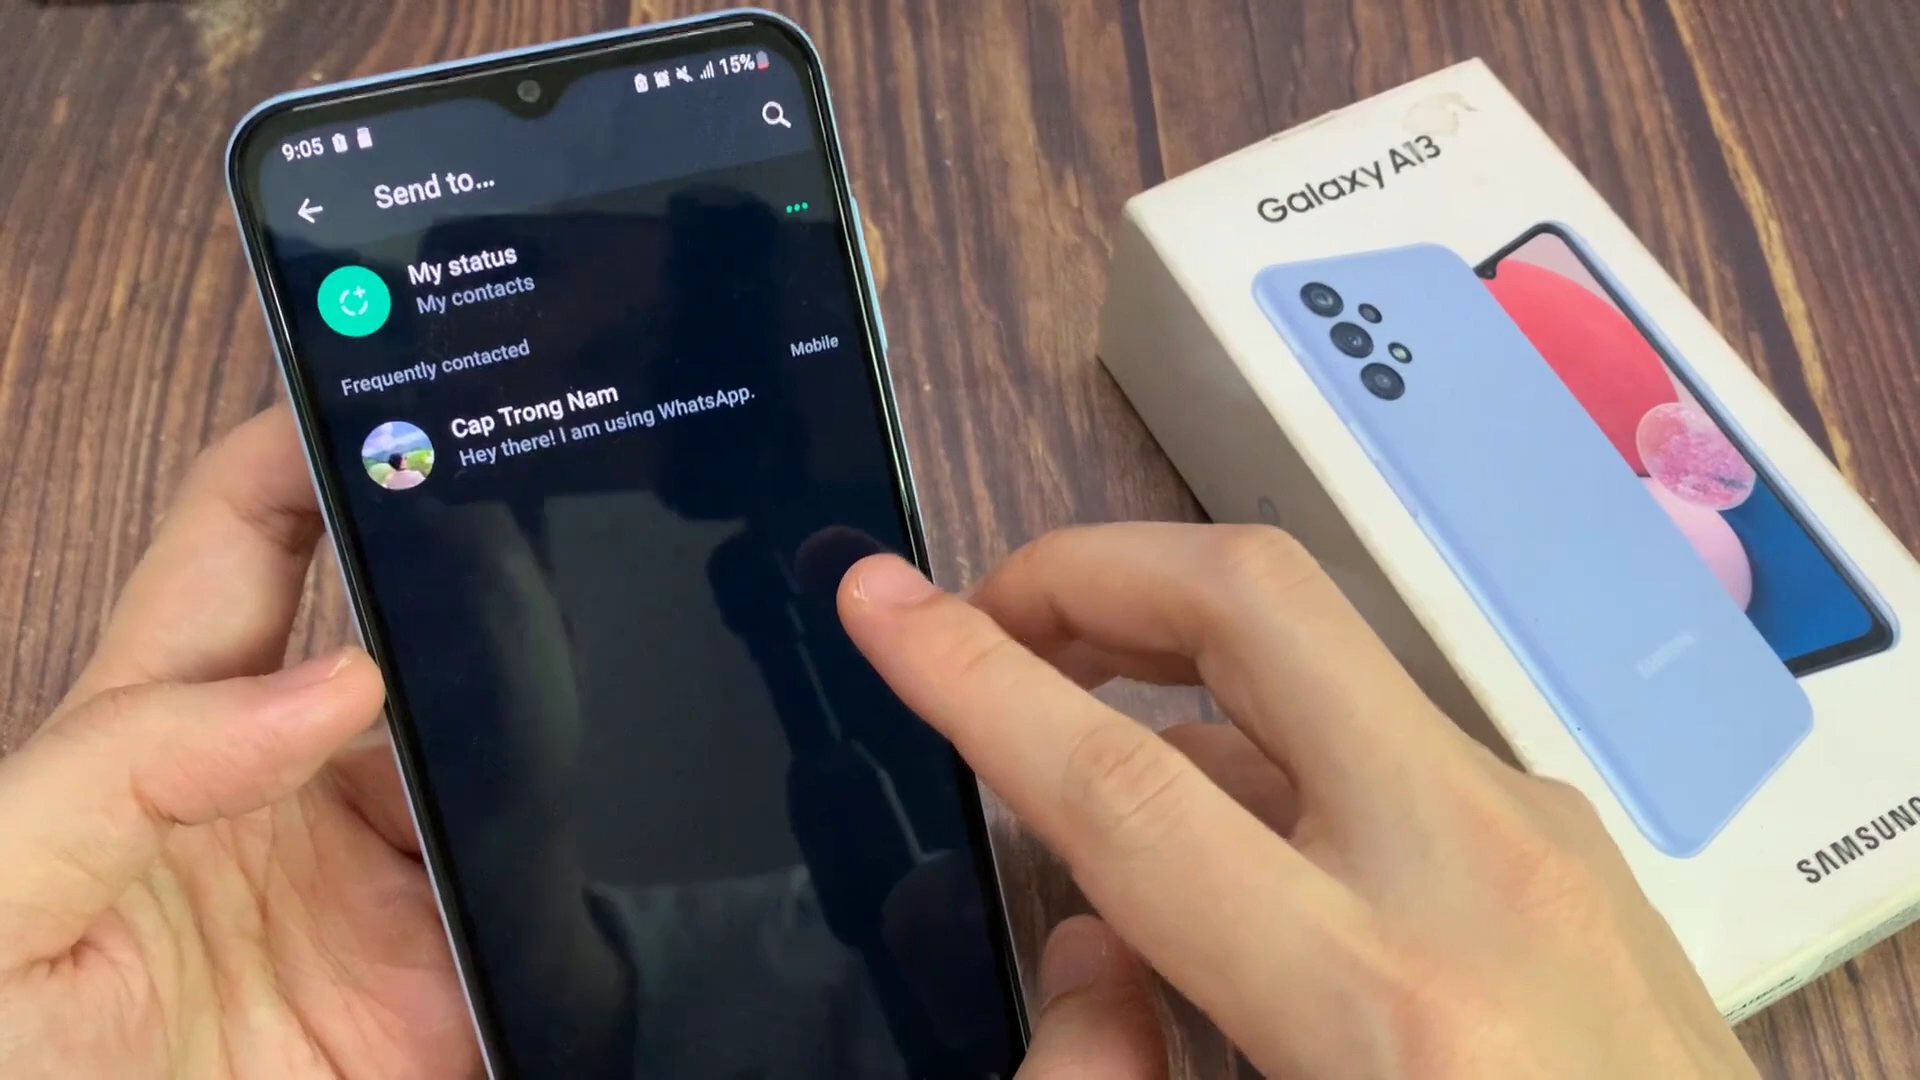 9:05
15%
Send to...
My status
My contacts
Frequently contacted
Cap Trong Nam
Mobile
Hey there! I am using WhatsApp.
Galaxy A13
SAMSUNG
SAMSUNG